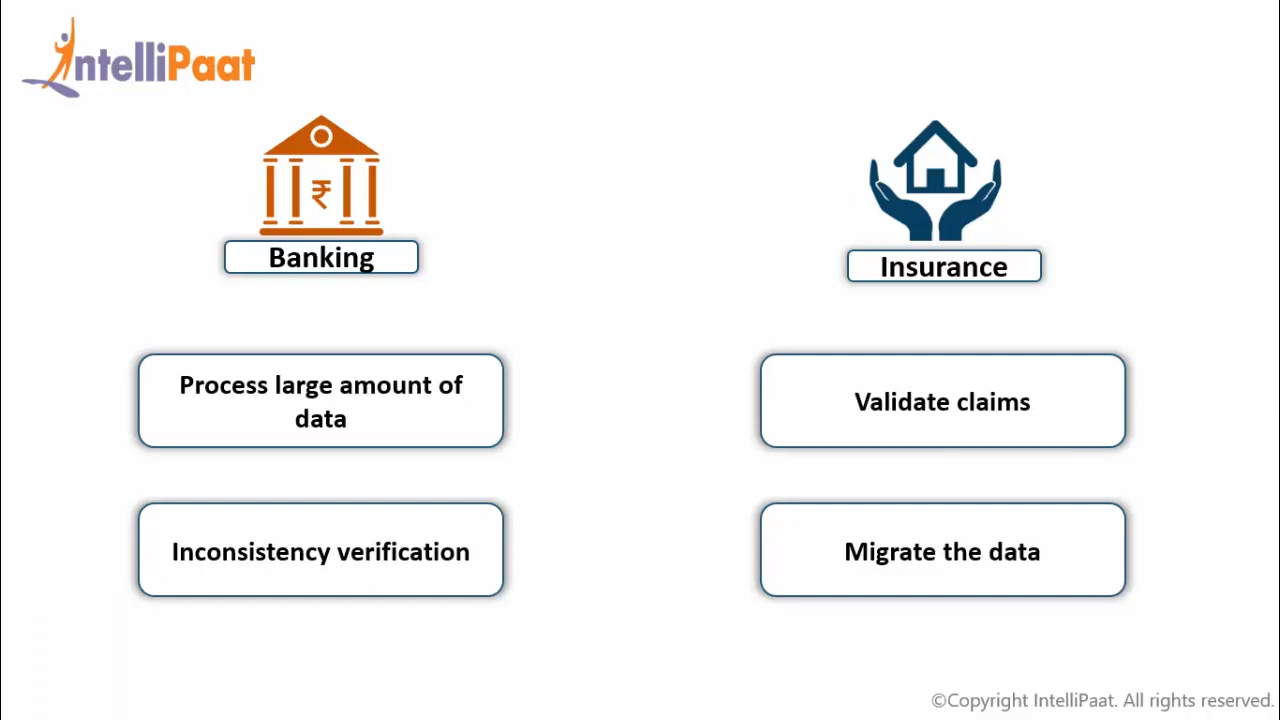 IntelliPaat
₹
Banking
Insurance
Process large amount of
data
Validate claims
Inconsistency verification
Migrate the data
©Copyright IntelliPaat. All rights reserved.